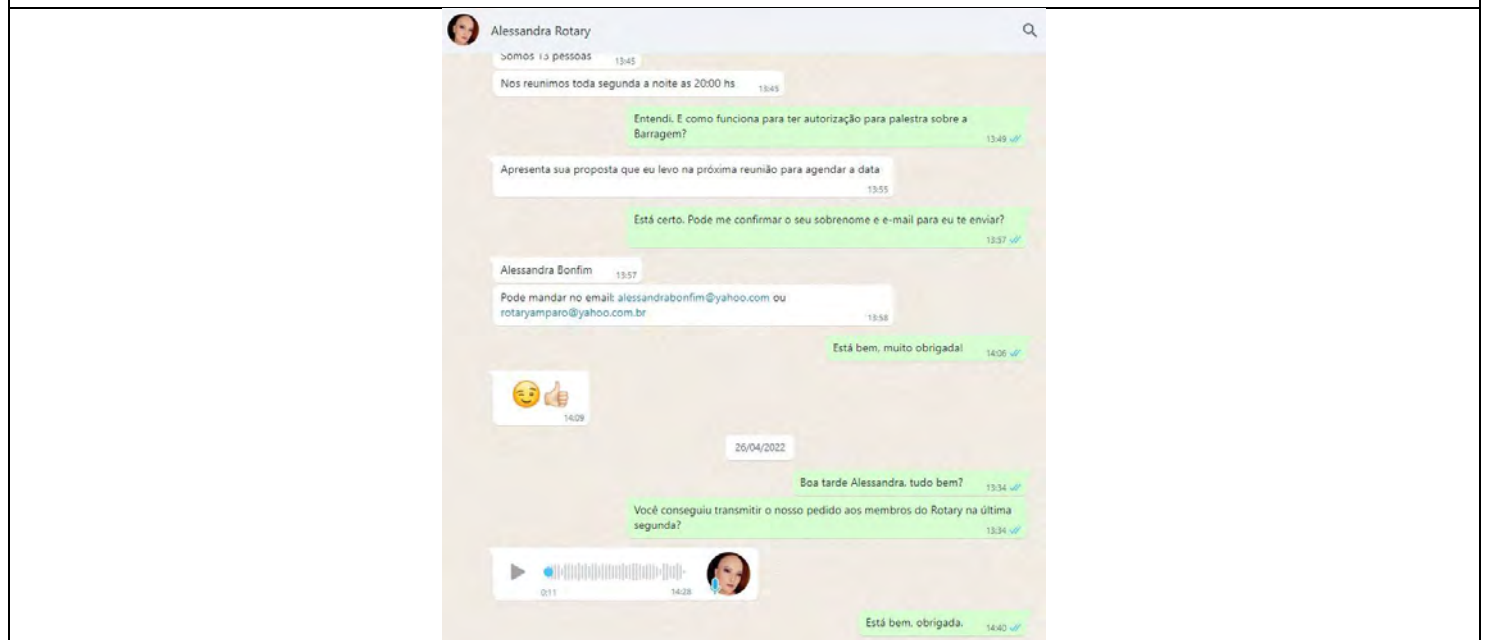 Alessandra Rotary
Somos 13 pessoas 13:45
Nos reunimos toda segunda a noite as 20:00 hs 13:45
Entendi. E como funciona para ter autorização para palestra sobre a
Barragem? 13:49
Apresenta sua proposta que eu levo na próxima reunião para agendar a data
13:55
Está certo. Pode me confirmar o seu sobrenome e e-mail para eu te enviar?
13:57
Alessandra Bonfim 13:57
Pode mandar no email: alessandrabonfim@yahoo.com ou
rotaryamparo@yahoo.com.br 13:58
Está bem, muito obrigada! 14:06
😉👍🏻
14:09
26/04/2022
Boa tarde Alessandra, tudo bem? 13:34
Você conseguiu transmitir o nosso pedido aos membros do Rotary na última
segunda? 13:34
0:11 14:28
Está bem, obrigada. 14:40